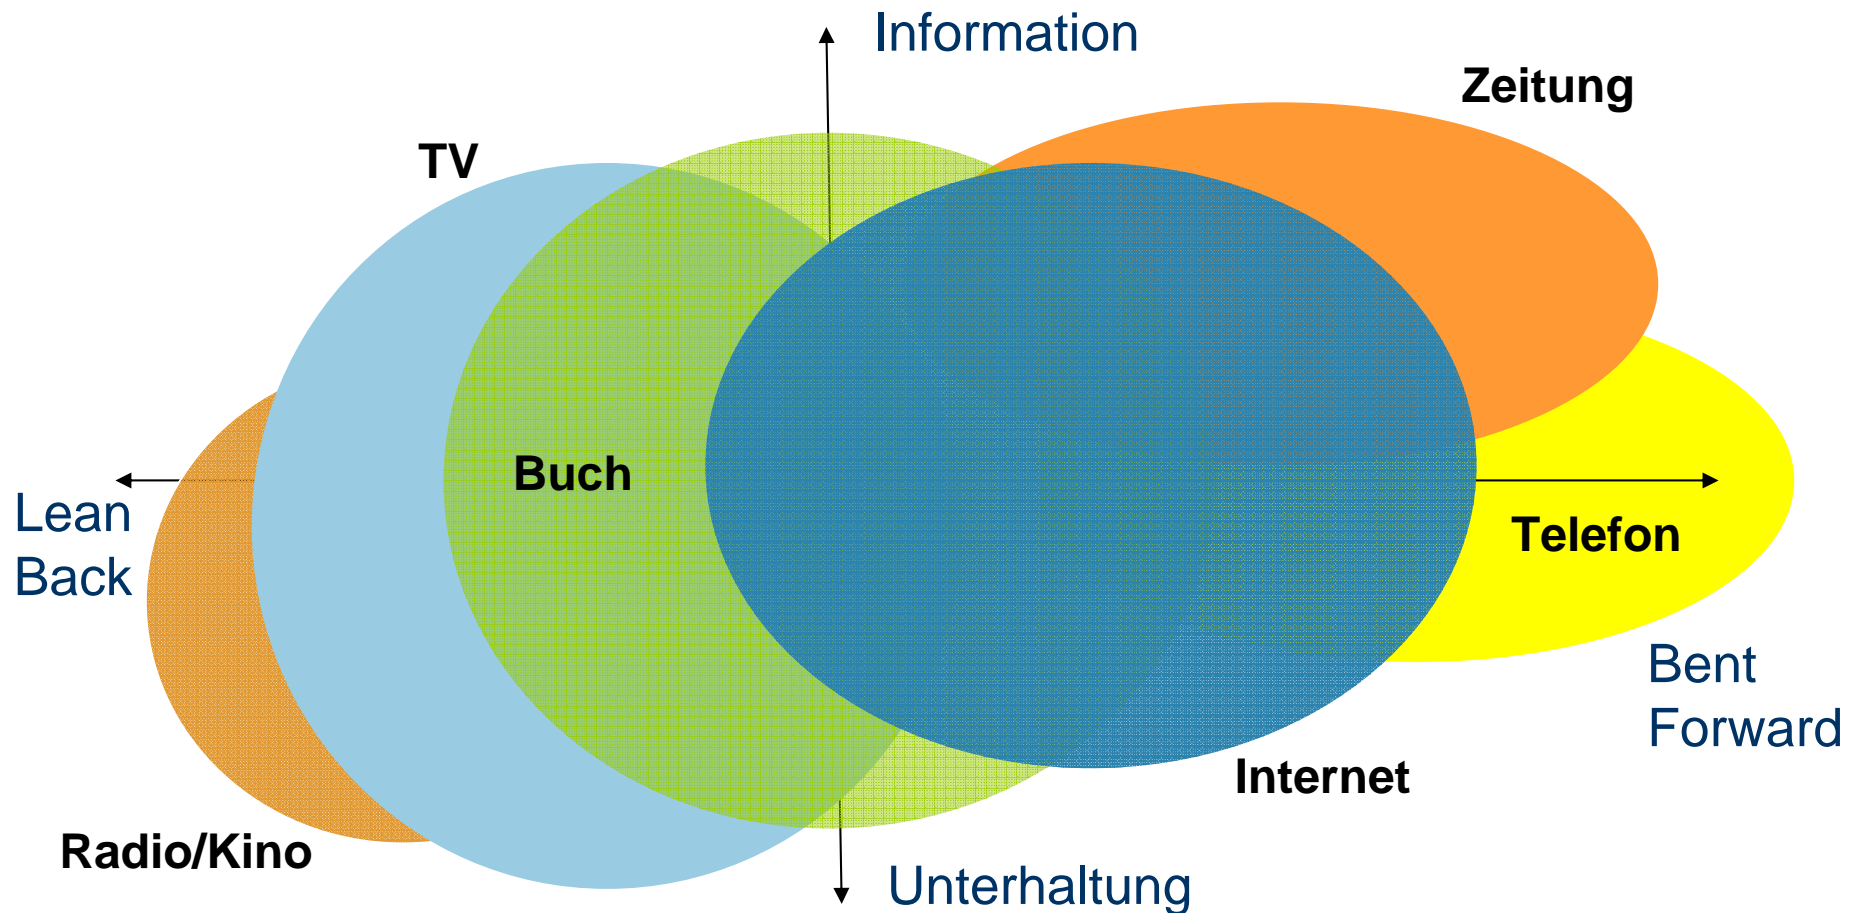 Information
Zeitung
TV
Buch
Lean
Back
Telefon
Bent
Forward
Internet
Radio/Kino
Unterhaltung